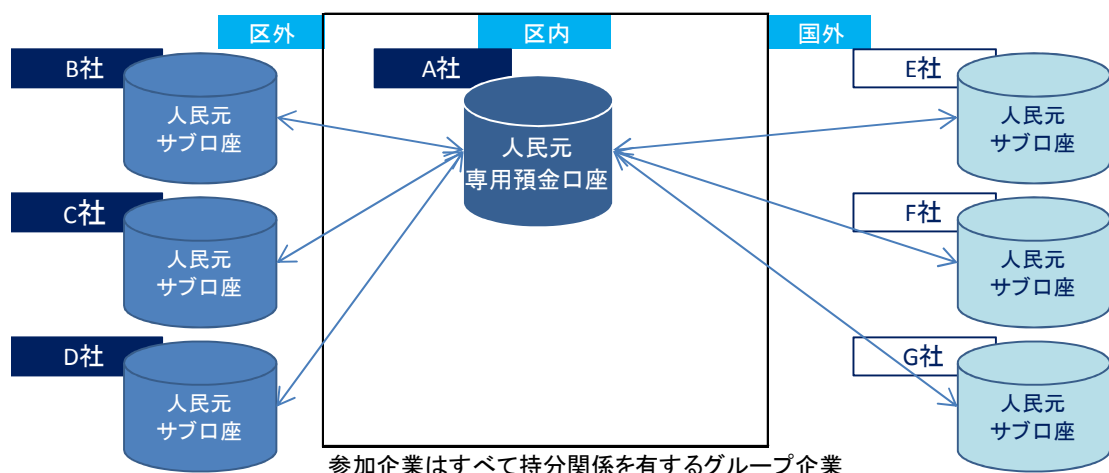 区外
区内
国外
B社
人民元
サブ口座
A社
人民元
専用預金口座
E社
人民元
サブ口座
C社
人民元
サブ口座
F社
人民元
サブ口座
D社
人民元
サブ口座
G社
人民元
サブ口座
参加企業はすべて持分関係を有するグループ企業